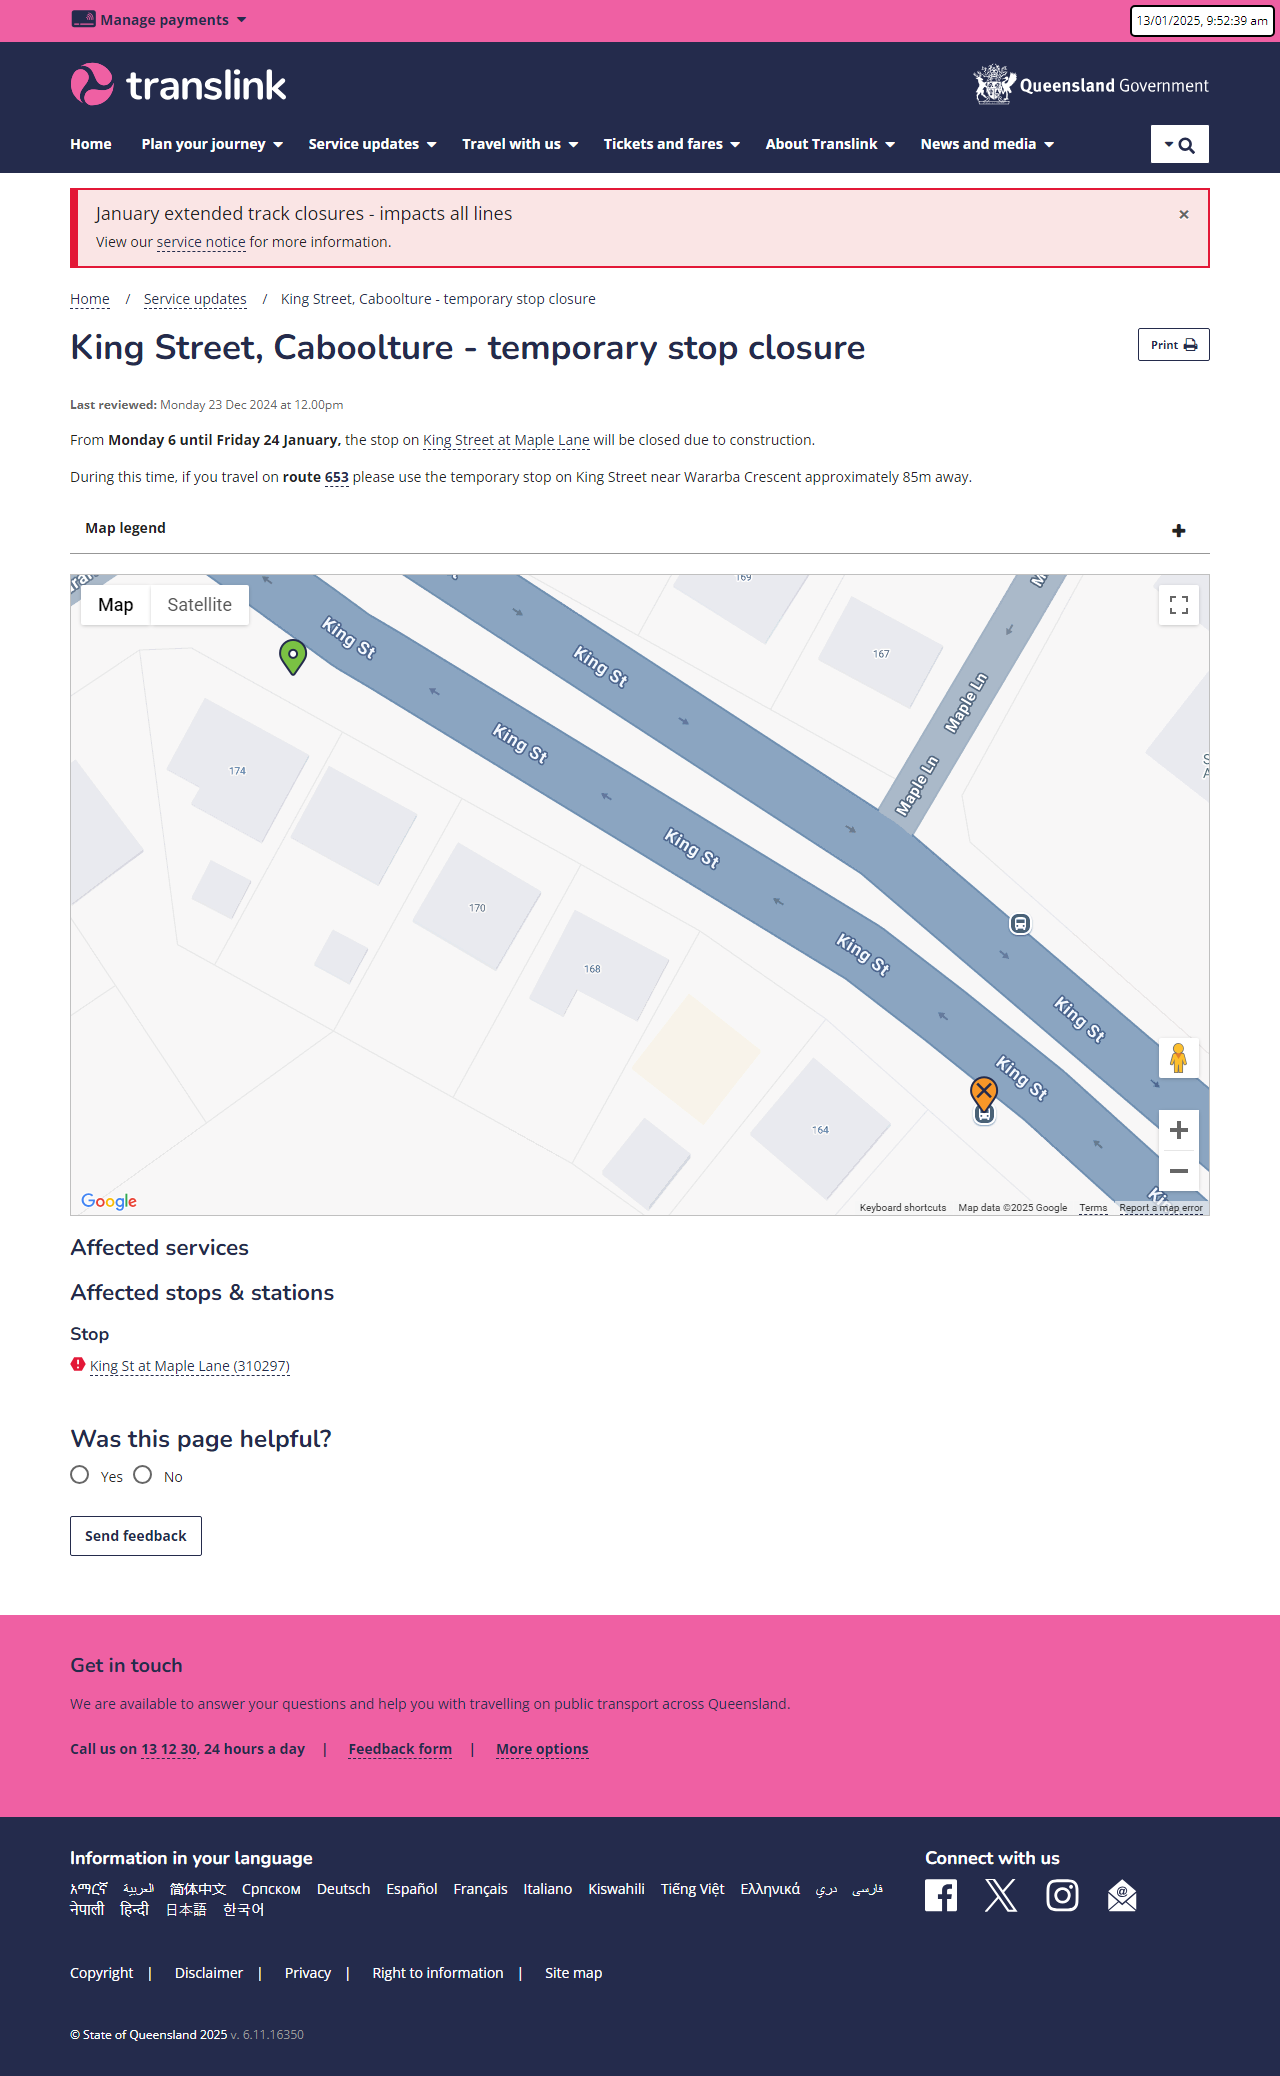 Manage payments
13/01/2025, 9:52:39 am
translink
Queensland Government
Home Plan your journey Service updates Travel with us Tickets and fares About Translink News and media
January extended track closures - impacts all lines
×
View our service notice for more information.
Home / Service updates / King Street, Caboolture - temporary stop closure
King Street, Caboolture - temporary stop closure
Print
Last reviewed: Monday 23 Dec 2024 at 12.00pm
From Monday 6 until Friday 24 January, the stop on King Street at Maple Lane will be closed due to construction.
During this time, if you travel on route 653 please use the temporary stop on King Street near Wararba Crescent approximately 85m away.
Map legend
Map Satellite
169
King St
King St
167
Maple Ln
King St
174
Maple Ln
King St
170
King St
168
King St
King St
164
Google
Keyboard shortcuts Map data ©2025 Google Terms Report a map error
Affected services
Affected stops & stations
Stop
King St at Maple Lane (310297)
Was this page helpful?
Yes No
Send feedback
Get in touch
We are available to answer your questions and help you with travelling on public transport across Queensland.
Call us on 13 12 30, 24 hours a day | Feedback form | More options
Information in your language
Connect with us
አማርኛ العربية 简体中文 Српском Deutsch Español Français Italiano Kiswahili Tiếng Việt Ελληνικά دري فارسی
नेपाली हिन्दी 日本語 한국어
Copyright | Disclaimer | Privacy | Right to information | Site map
© State of Queensland 2025 v. 6.11.16350